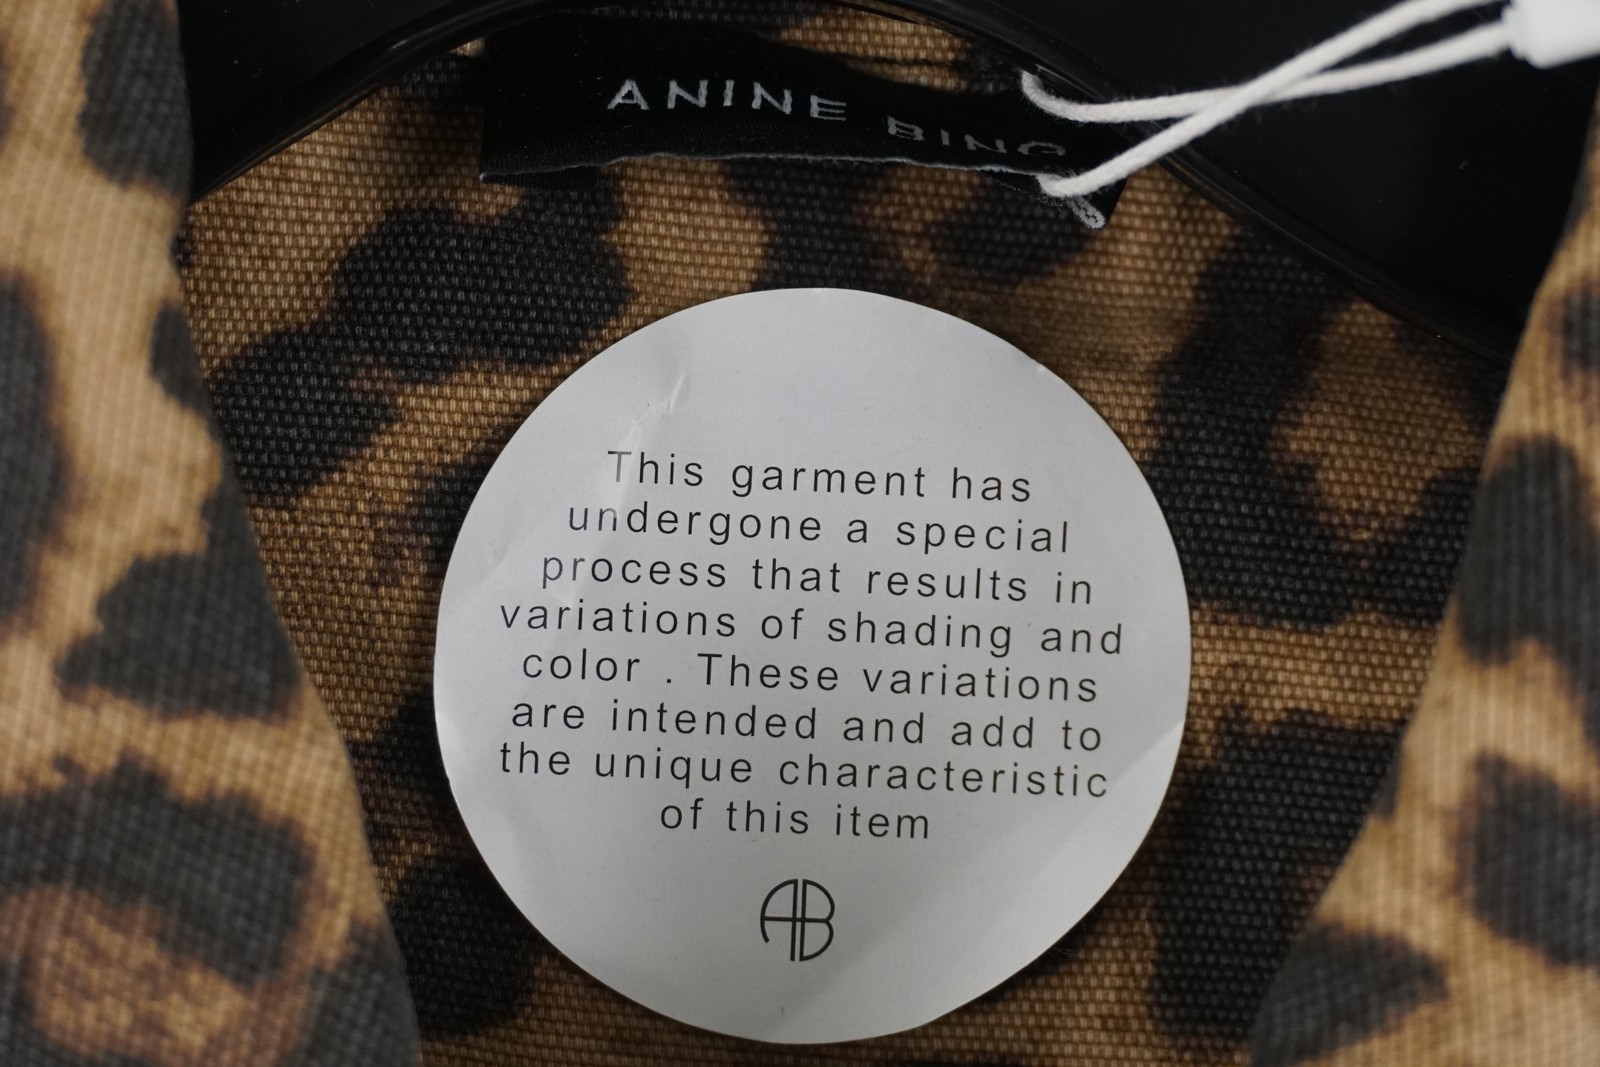 ANINE BING
This garment has
undergone a special
process that results in
variations of shading and
color . These variations
are intended and add to
the unique characteristic
of this item
AB